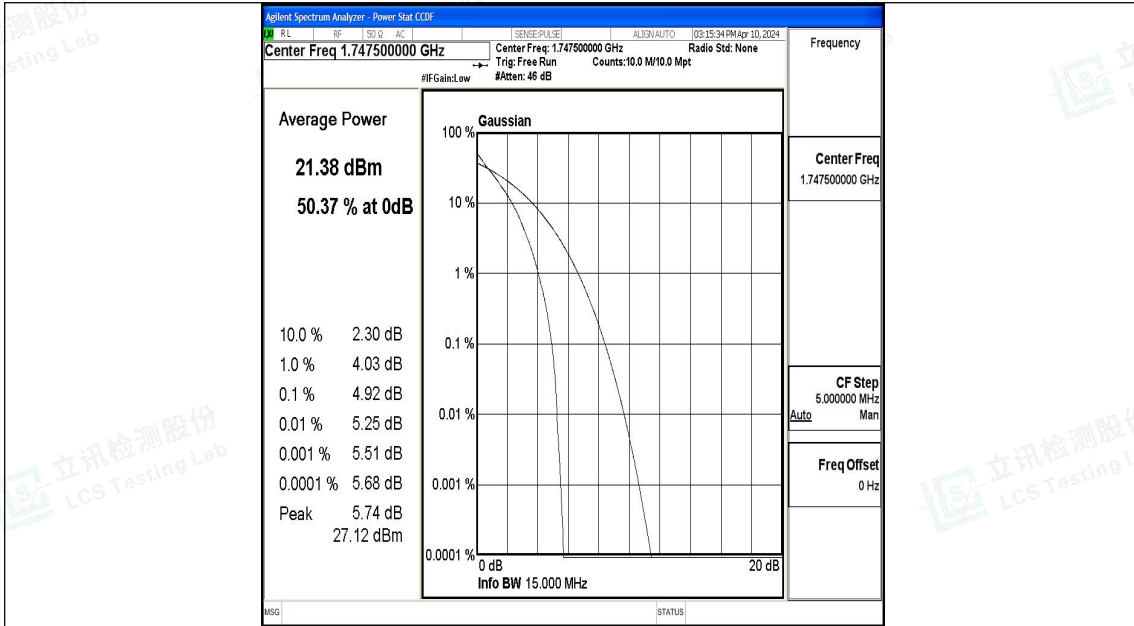 Agilent Spectrum Analyzer - Power Stat CCDF
RL RF 50 Ω AC SENSE:PULSE ALIGN AUTO 03:15:34 PM Apr 10, 2024
Center Freq 1.747500000 GHz
Center Freq: 1.747500000 GHz Radio Std: None
Trig: Free Run Counts:10.0 M/10.0 Mpt
#IFGain:Low #Atten: 46 dB
Frequency
Average Power
21.38 dBm
50.37 % at 0dB
10.0 % 2.30 dB
1.0 % 4.03 dB
0.1 % 4.92 dB
0.01 % 5.25 dB
0.001 % 5.51 dB
0.0001 % 5.68 dB
Peak 5.74 dB
27.12 dBm
Gaussian
100 %
10 %
1 %
0.1 %
0.01 %
0.001 %
0.0001 %
0 dB 20 dB
Info BW 15.000 MHz
Center Freq
1.747500000 GHz
CF Step
5.000000 MHz
Auto Man
Freq Offset
0 Hz
MSG STATUS
立讯检测股份
LCS Testing Lab
立讯检测股份
LCS Testing L
测股份
esting Lab
立